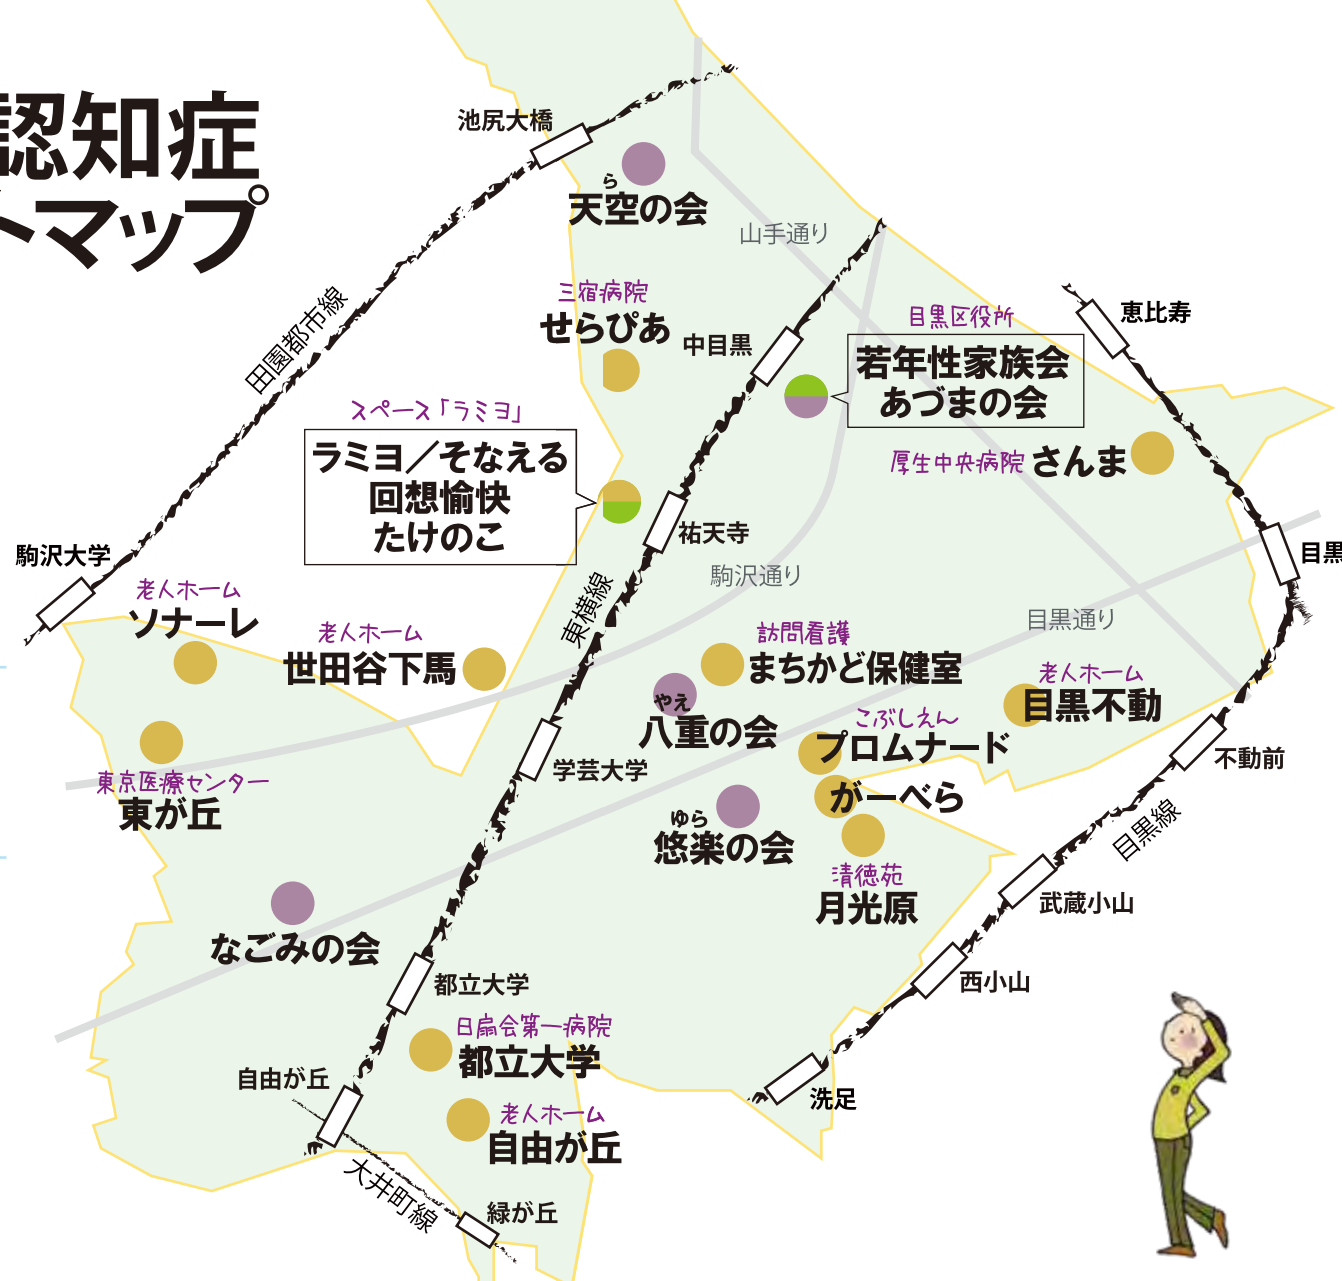 認知症
トマップ
池尻大橋
ら
天空の会
山手通り
田園都市線
三宿病院
せらぴあ
中目黒
目黒区役所
若年性家族会
あづまの会
恵比寿
スペース「ラミヨ」
ラミヨ／そなえる
回想愉快
たけのこ
厚生中央病院 さんま
祐天寺
目黒
駒沢大学
駒沢通り
東横線
目黒通り
老人ホーム
ソナーレ
老人ホーム
世田谷下馬
訪問看護
まちかど保健室
やえ
八重の会
老人ホーム
目黒不動
こぶしえん
プロムナード
がーべら
不動前
学芸大学
東京医療センター
東が丘
ゆら
悠楽の会
目黒線
清徳苑
月光原
武蔵小山
なごみの会
西小山
都立大学
日扇会第一病院
都立大学
自由が丘
洗足
老人ホーム
自由が丘
大井町線
緑が丘